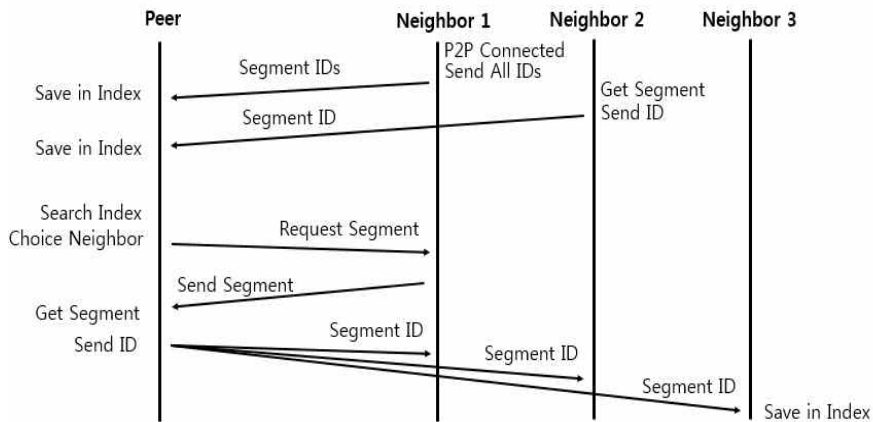 Peer
Neighbor 1
Neighbor 2
Neighbor 3
P2P Connected
Send All IDs
Segment IDs
Save in Index
Get Segment
Send ID
Segment ID
Save in Index
Search Index
Choice Neighbor
Request Segment
Send Segment
Get Segment
Send ID
Segment ID
Segment ID
Segment ID
Save in Index